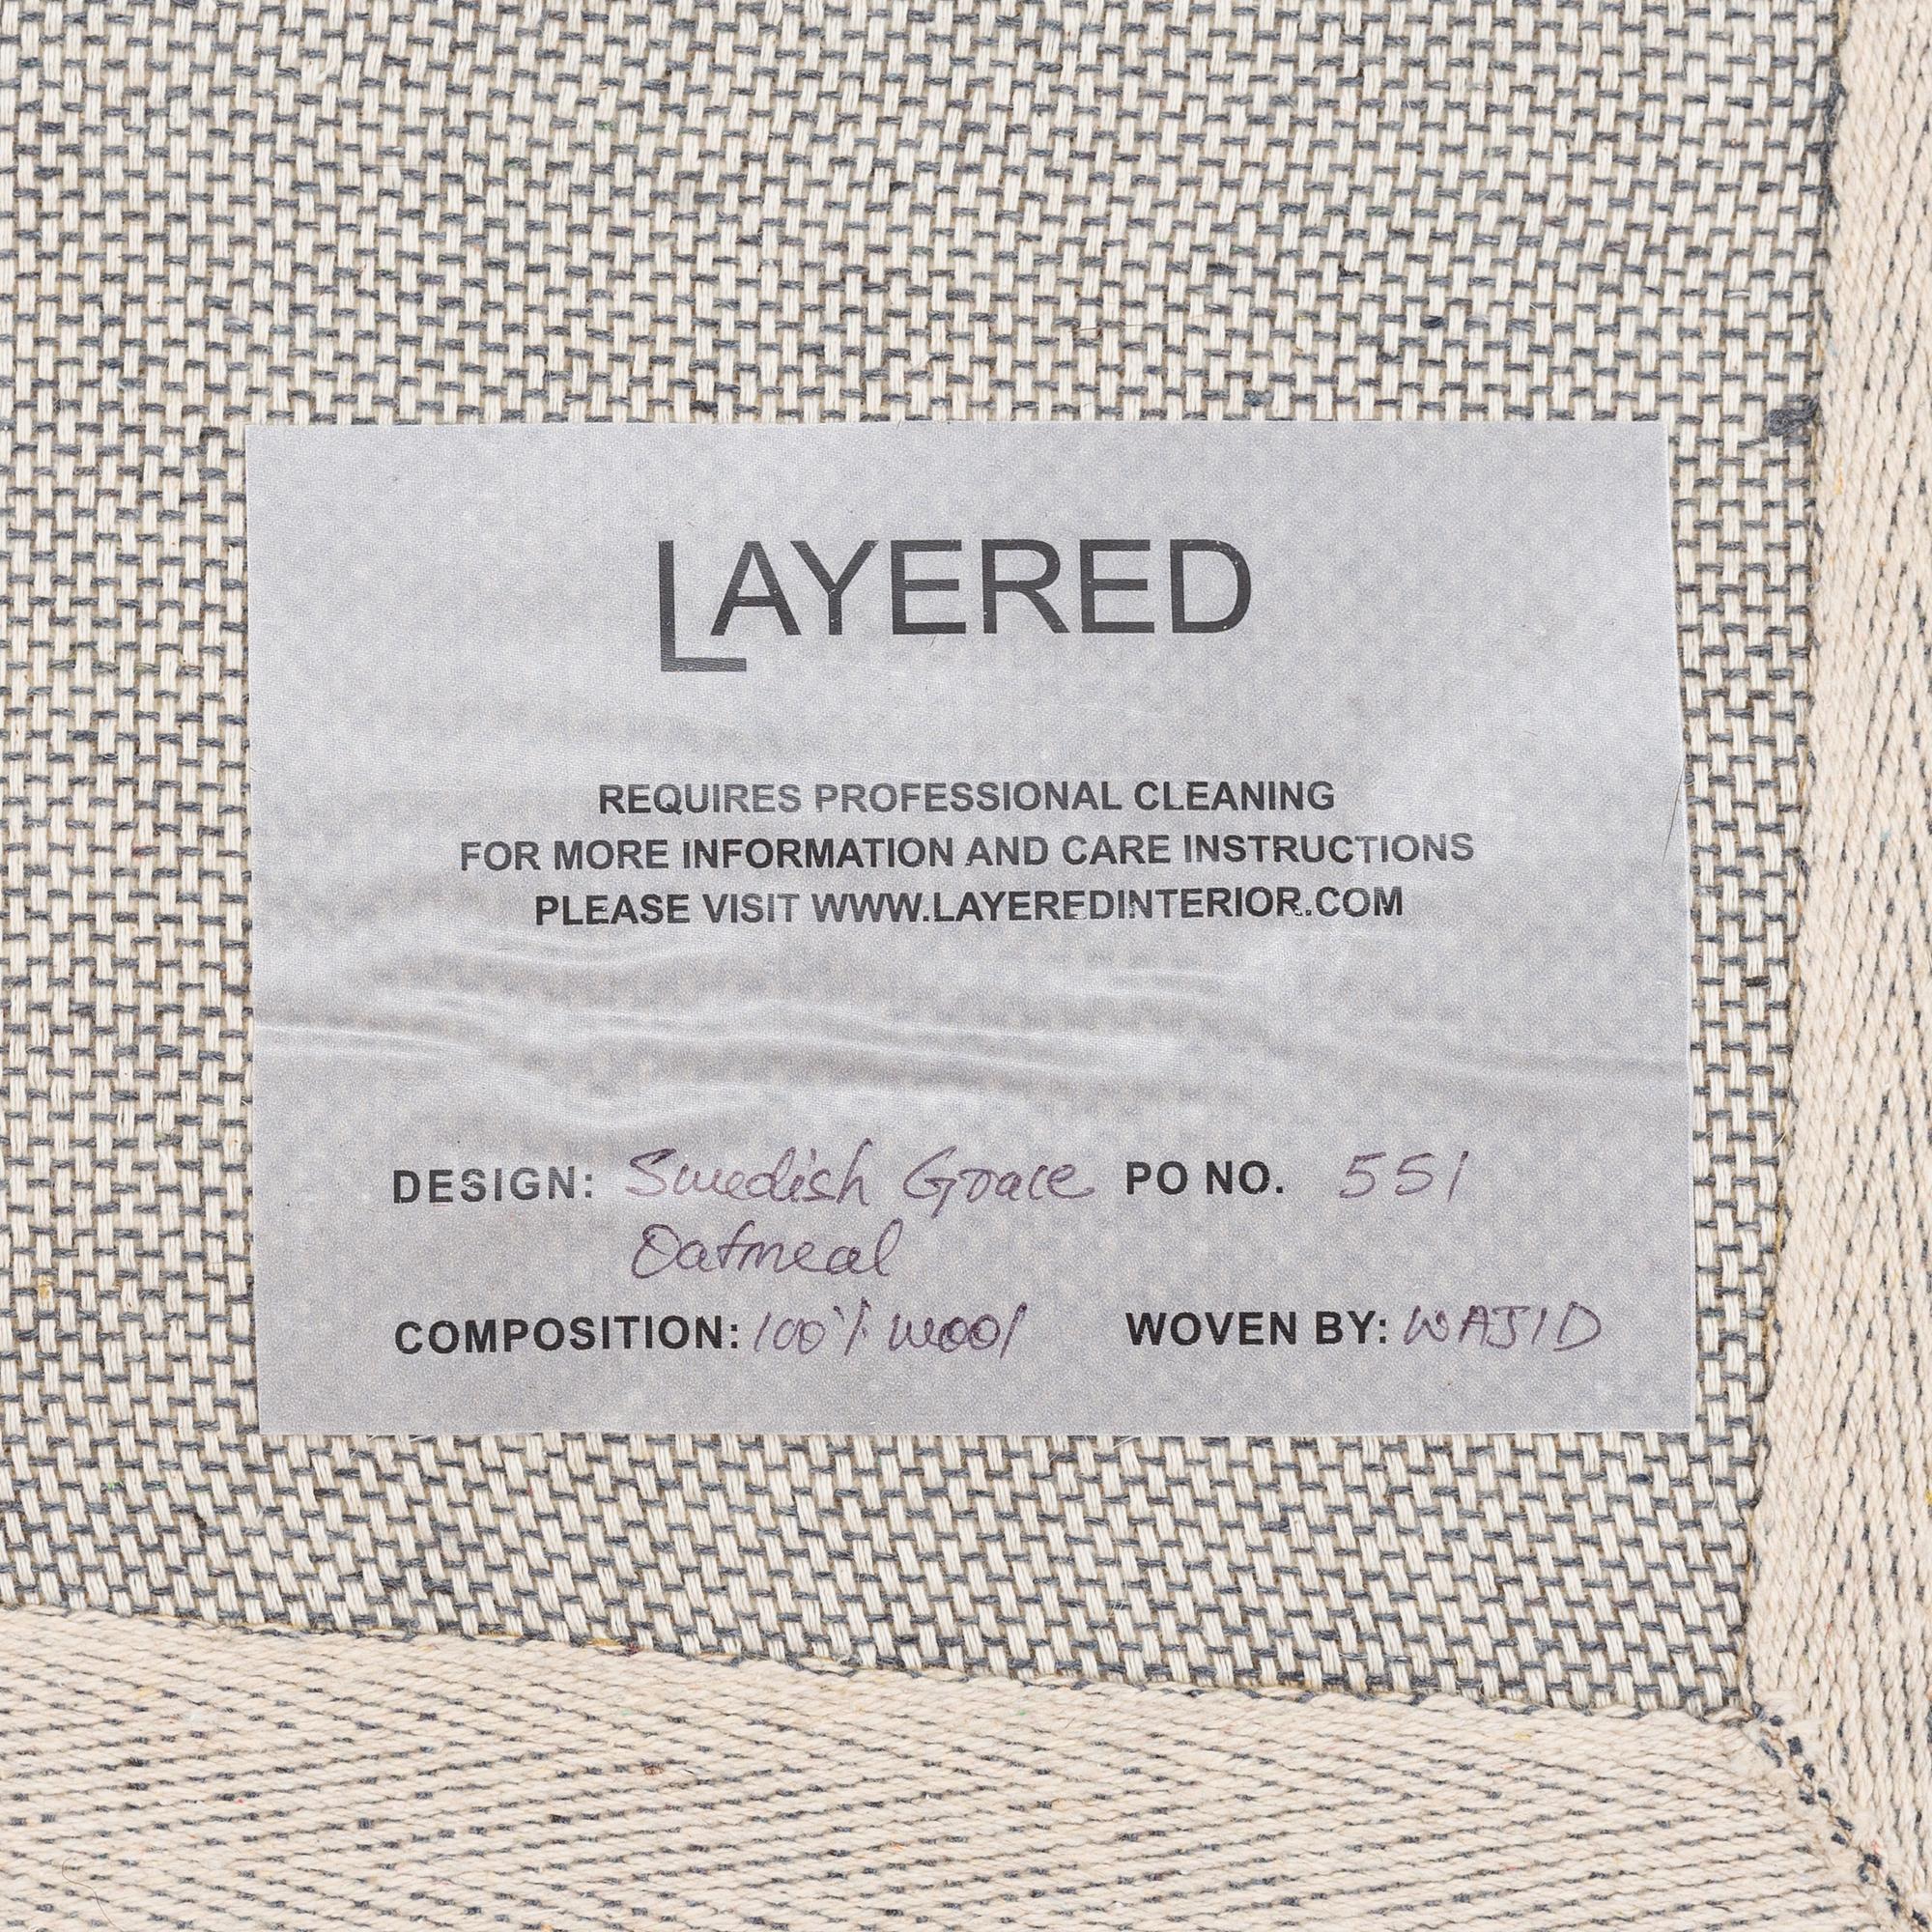 LAYERED
REQUIRES PROFESSIONAL CLEANING
FOR MORE INFORMATION AND CARE INSTRUCTIONS
PLEASE VISIT WWW.LAYEREDINTERIOR.COM
DESIGN: Swedish Grace PO NO. 551
Oatmeal
COMPOSITION: 100% wool WOVEN BY: WAJID